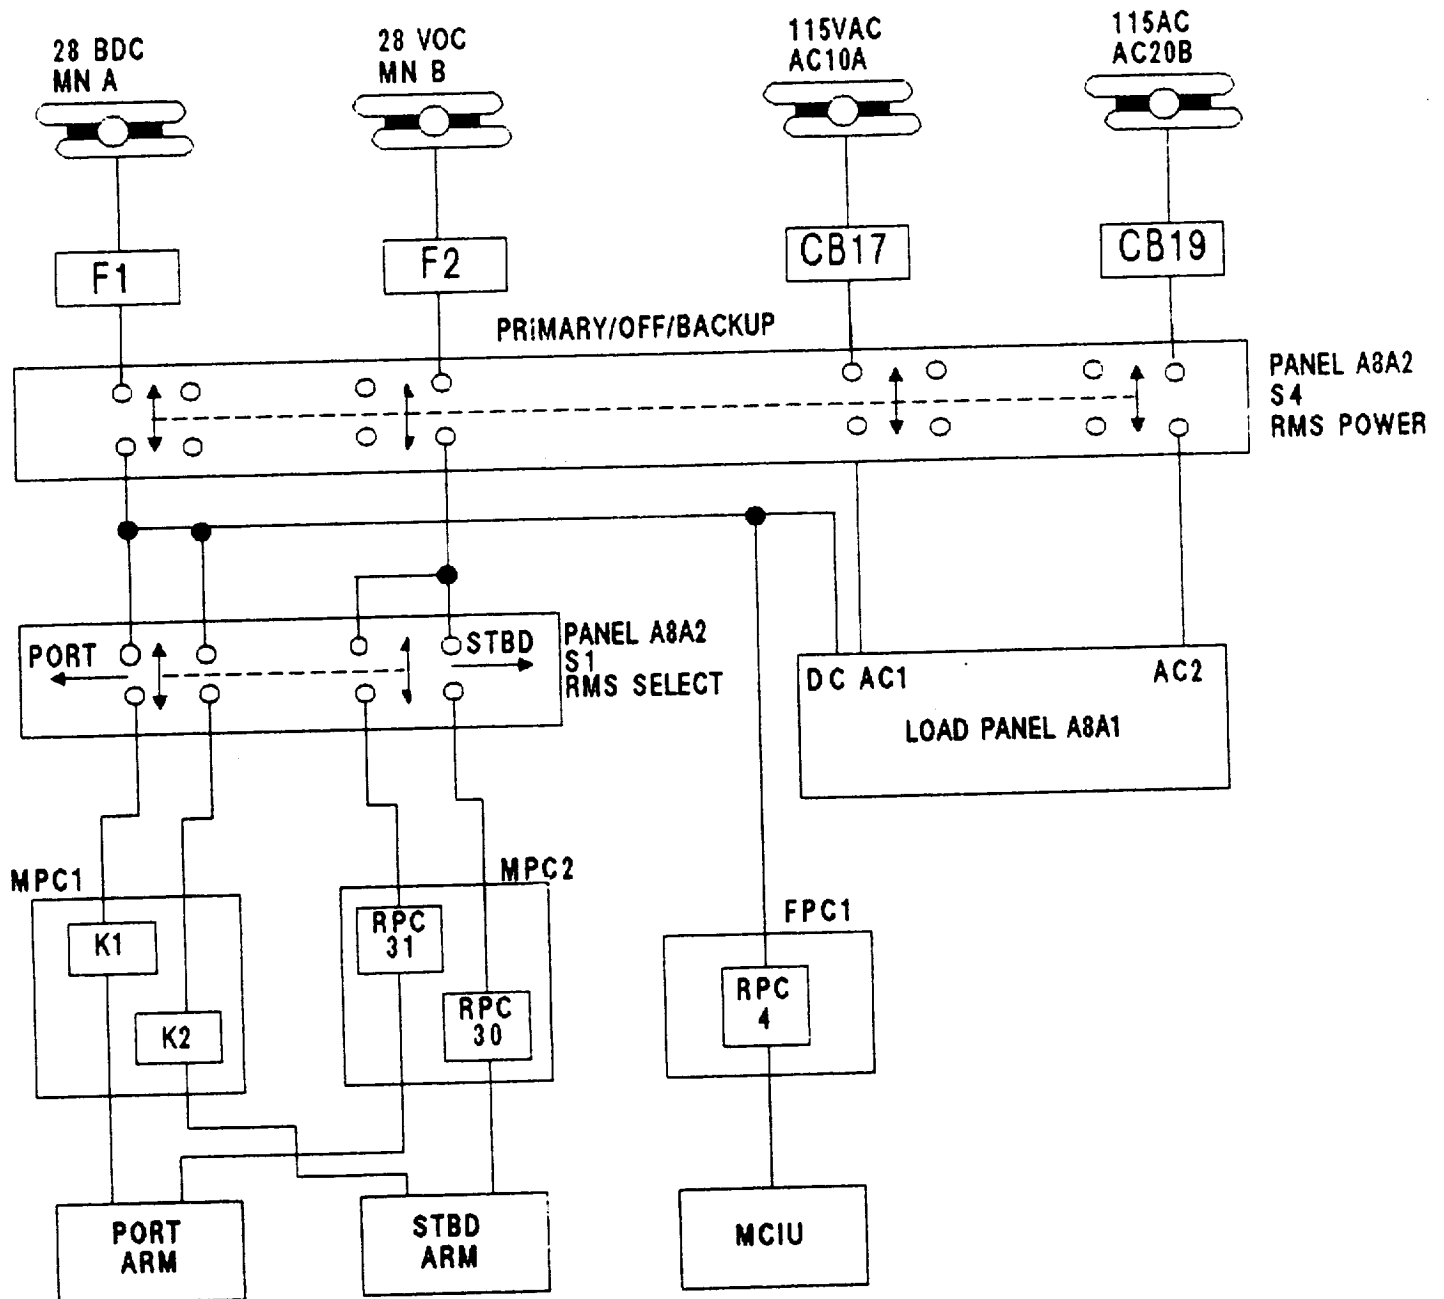 28 BDC
MN A
28 VOC
MN B
115VAC
AC10A
115AC
AC20B
F1
F2
CB17
CB19
PRiMARY/OFF/BACKUP
PANEL A8A2
S4
RMS POWER
PORT
STBD
PANEL A8A2
S1
RMS SELECT
DC AC1
AC2
LOAD PANEL A8A1
MPC1
MPC2
FPC1
K1
K2
RPC
31
RPC
30
RPC
4
PORT
ARM
STBD
ARM
MCIU